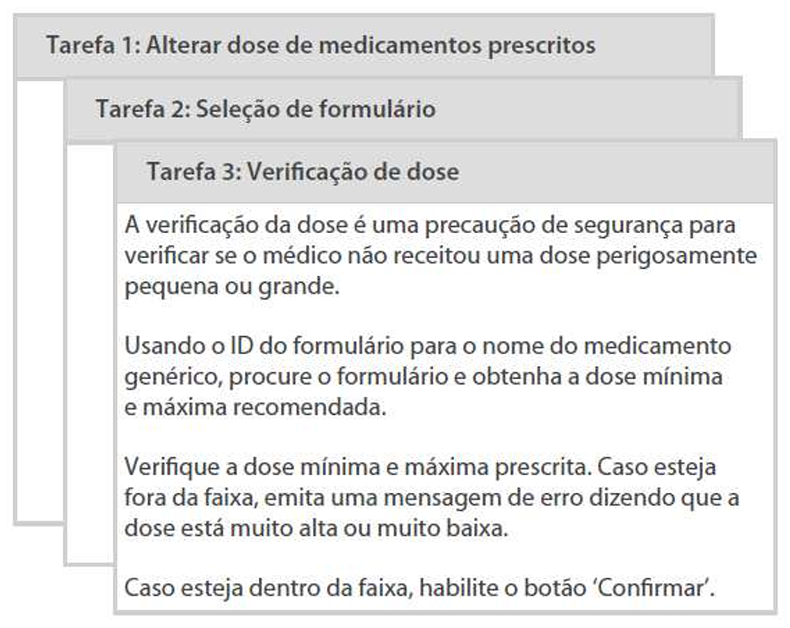 Tarefa 1: Alterar dose de medicamentos prescritos
Tarefa 2: Seleção de formulário
Tarefa 3: Verificação de dose
A verificação da dose é uma precaução de segurança para
verificar se o médico não receitou uma dose perigosamente
pequena ou grande.
Usando o ID do formulário para o nome do medicamento
genérico, procure o formulário e obtenha a dose mínima
e máxima recomendada.
Verifique a dose mínima e máxima prescrita. Caso esteja
fora da faixa, emita uma mensagem de erro dizendo que a
dose está muito alta ou muito baixa.
Caso esteja dentro da faixa, habilite o botão ‘Confirmar’.